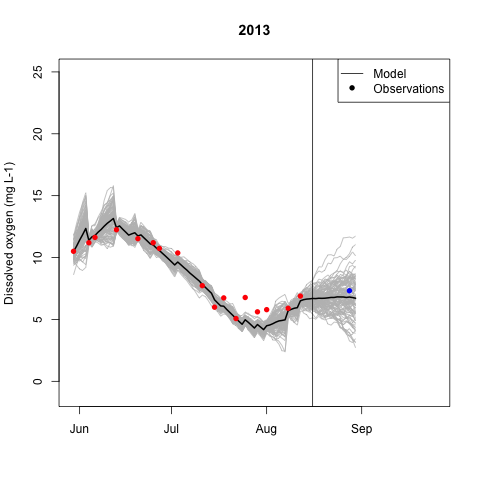 2013
Model
Observations
Dissolved oxygen (mg L-1)
25
20
15
10
5
0
Jun
Jul
Aug
Sep